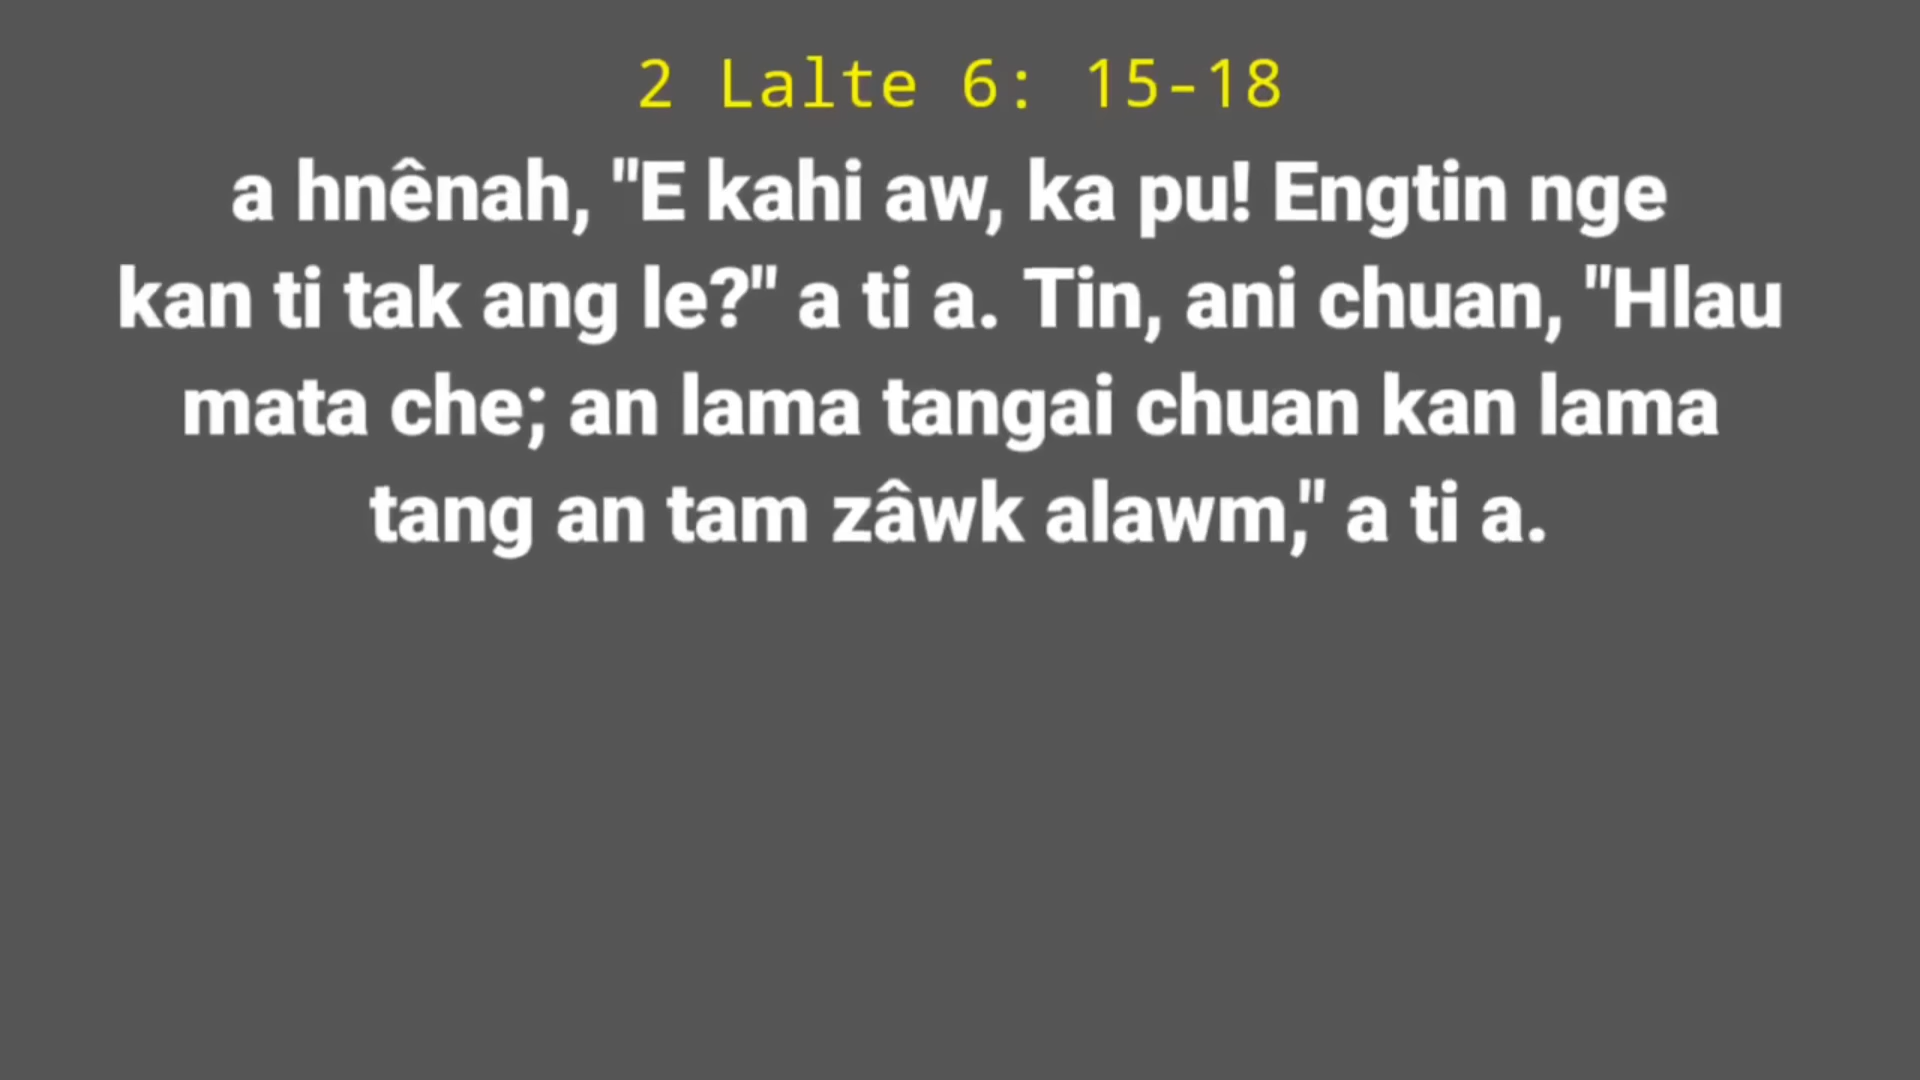 2 Lalte 6: 15-18
a hnênah, "E kahi aw, ka pu! Engtin nge
kan ti tak ang le?" a ti a. Tin, ani chuan, "Hlau
mata che; an lama tangai chuan kan lama
tang an tam zâwk alawm," a ti a.